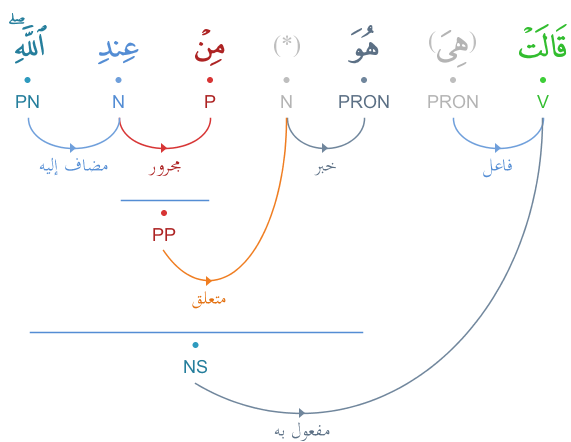 قَالَتْ (هِىَ) هُوَ (*) مِنْ عِندِ ٱللَّهِ ۖ
V PRON PRON N P N PN
فاعل خبر مجرور مضاف إليه
PP
متعلق
NS
مفعول به